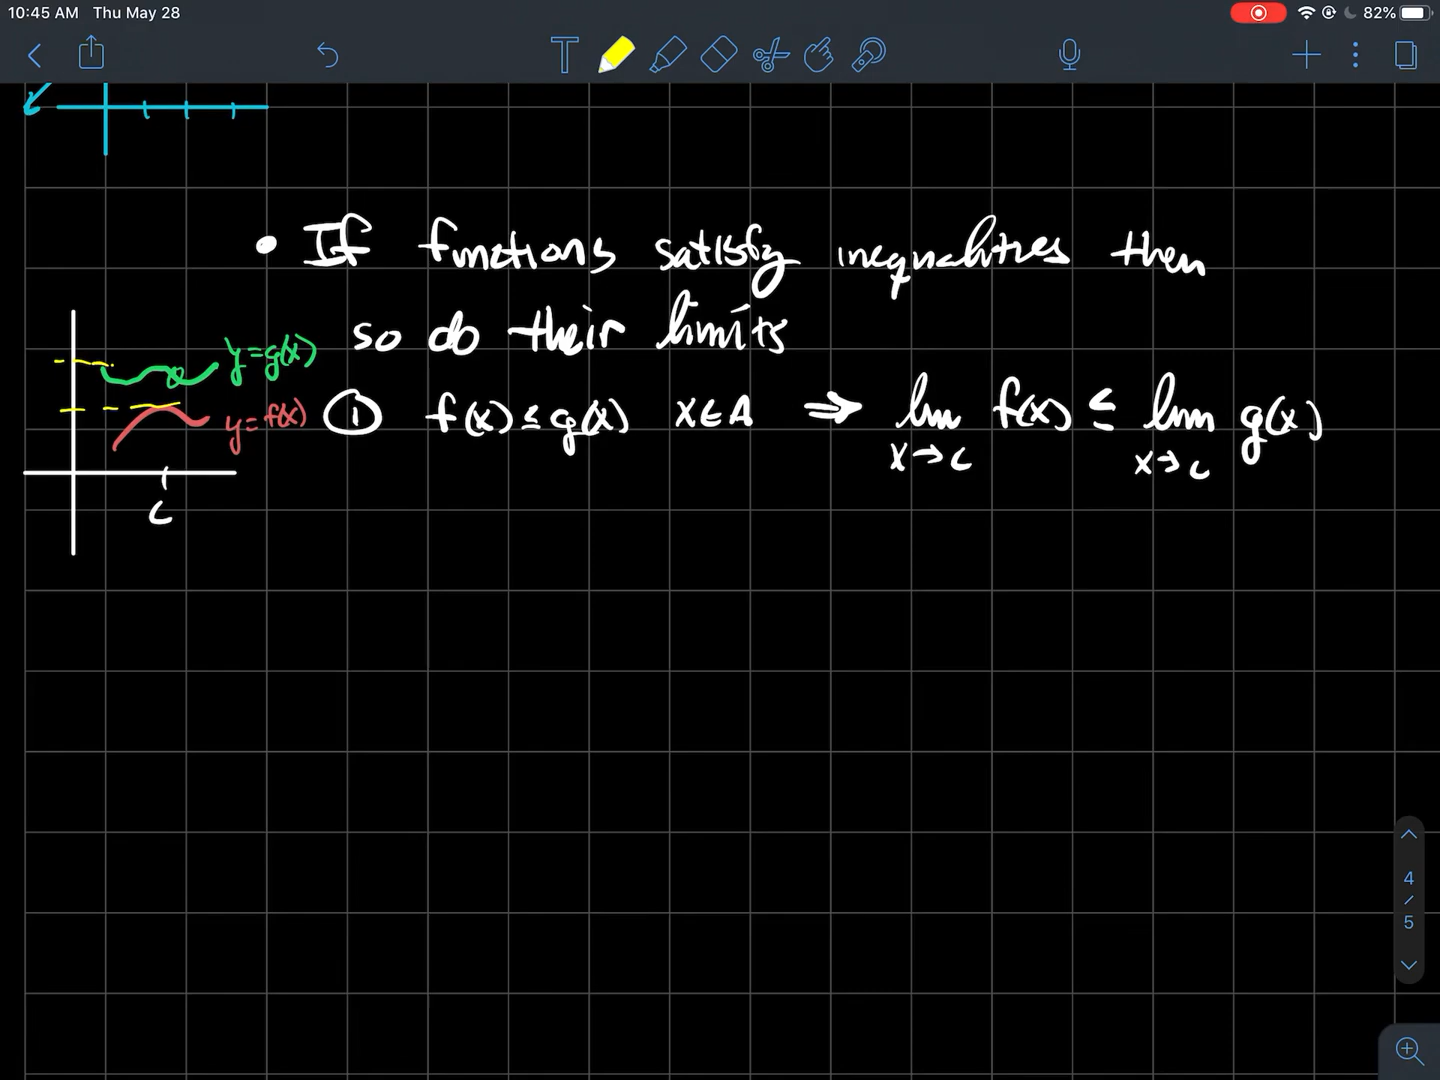 10:45 AM Thu May 28
82%
• If functions satisfy inequalities then
so do their limits
y=g(x)
y=f(x)
① f(x) ≤ g(x) x∈A ⇒ lim f(x) ≤ lim g(x)
x→c x→c
c
4
/
5